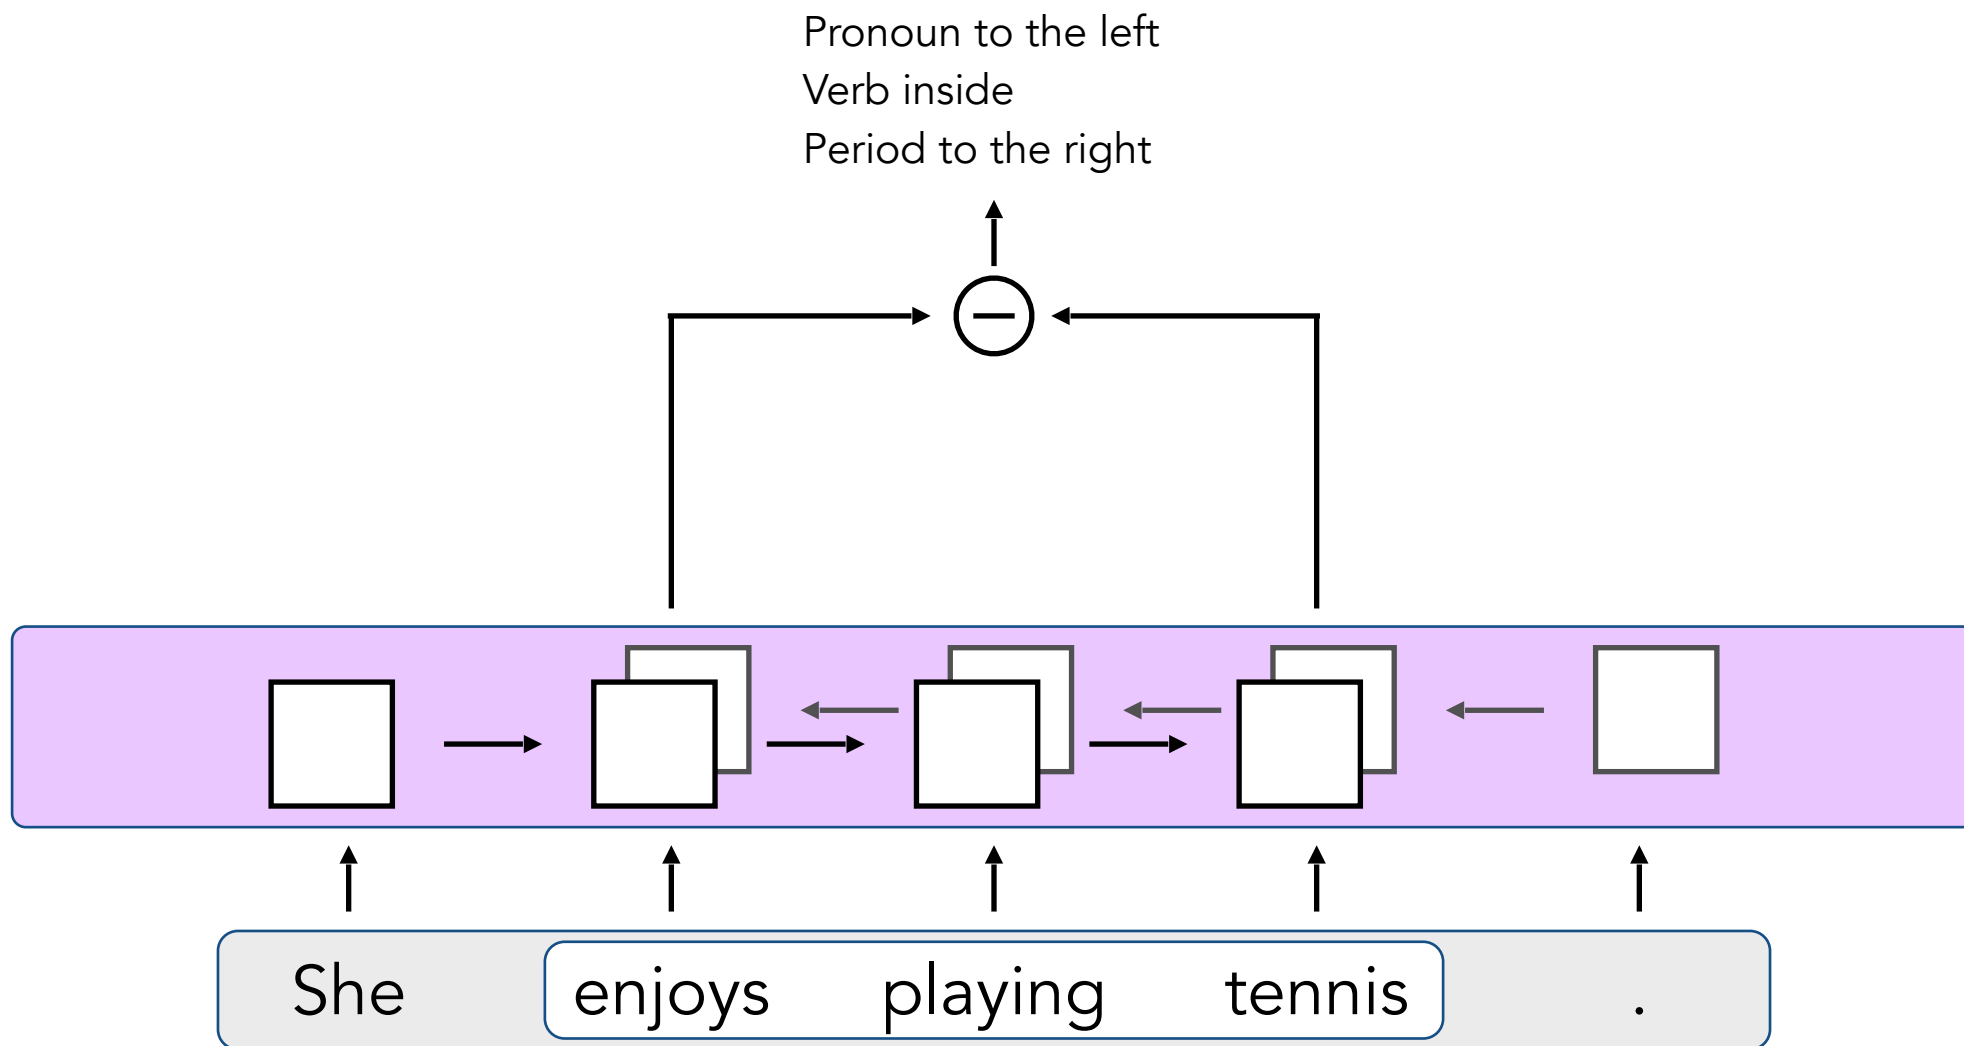 Pronoun to the left
Verb inside
Period to the right
She enjoys playing tennis .